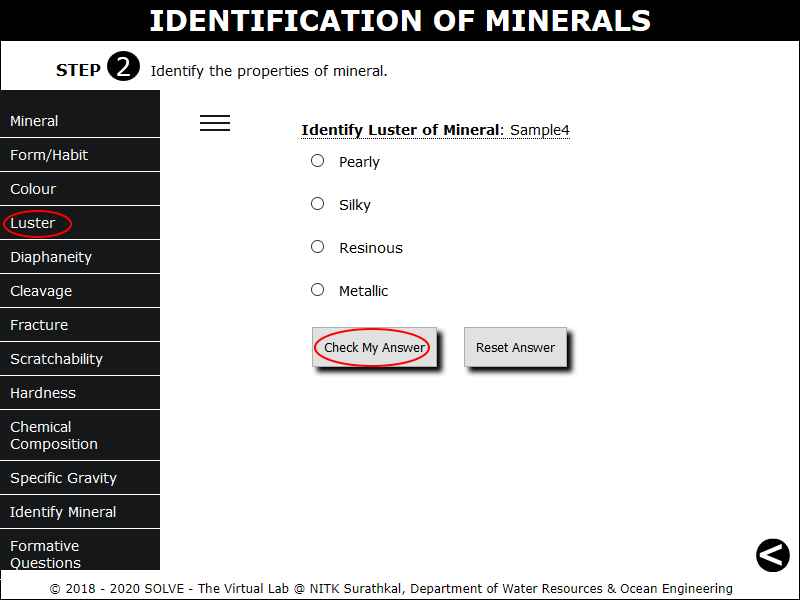 IDENTIFICATION OF MINERALS
STEP 2 Identify the properties of mineral.
Mineral
Form/Habit
Colour
Luster
Diaphaneity
Cleavage
Fracture
Scratchability
Hardness
Chemical
Composition
Specific Gravity
Identify Mineral
Formative
Questions
Identify Luster of Mineral: Sample4
Pearly
Silky
Resinous
Metallic
Check My Answer
Reset Answer
© 2018 - 2020 SOLVE - The Virtual Lab @ NITK Surathkal, Department of Water Resources & Ocean Engineering